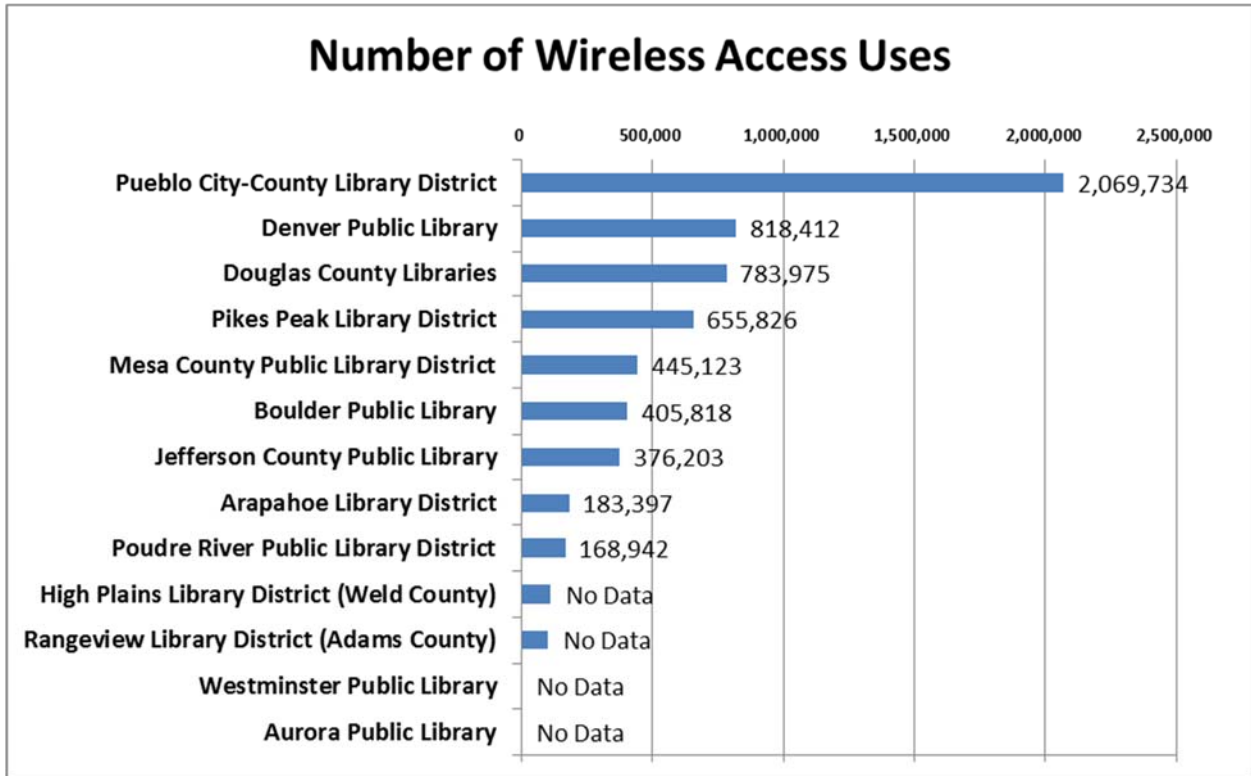 Number of Wireless Access Uses
0 500,000 1,000,000 1,500,000 2,000,000 2,500,000
Pueblo City-County Library District 2,069,734
Denver Public Library 818,412
Douglas County Libraries 783,975
Pikes Peak Library District 655,826
Mesa County Public Library District 445,123
Boulder Public Library 405,818
Jefferson County Public Library 376,203
Arapahoe Library District 183,397
Poudre River Public Library District 168,942
High Plains Library District (Weld County) No Data
Rangeview Library District (Adams County) No Data
Westminster Public Library No Data
Aurora Public Library No Data